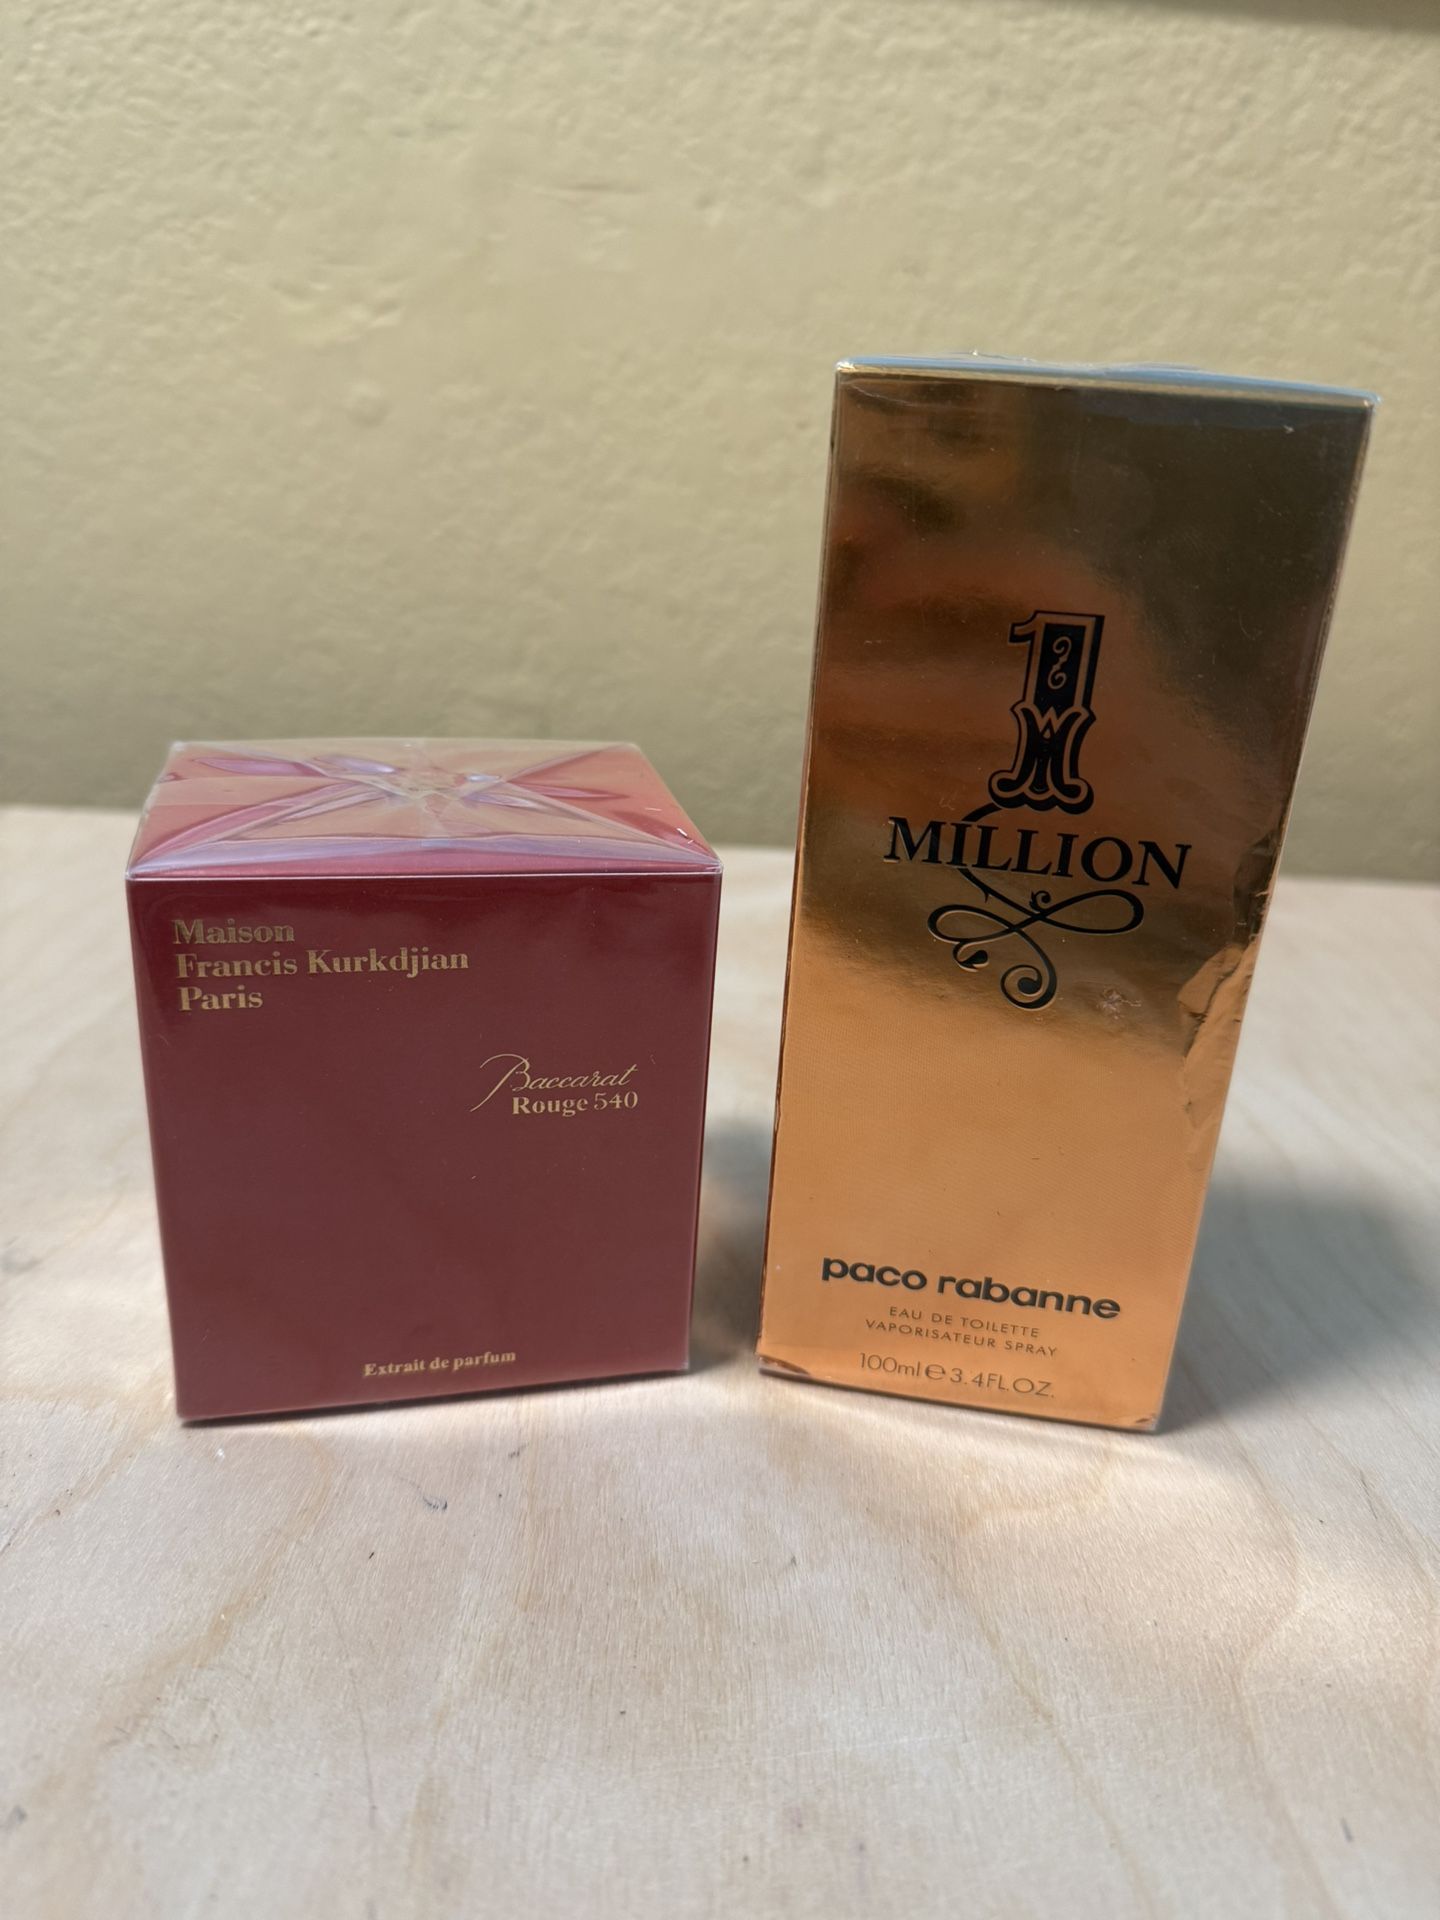 Maison
Francis Kurkdjian
Paris
Baccarat
Rouge 540
Extrait de parfum
1
MILLION
paco rabanne
EAU DE TOILETTE
VAPORISATEUR SPRAY
100ml ℮ 3.4FL.OZ.